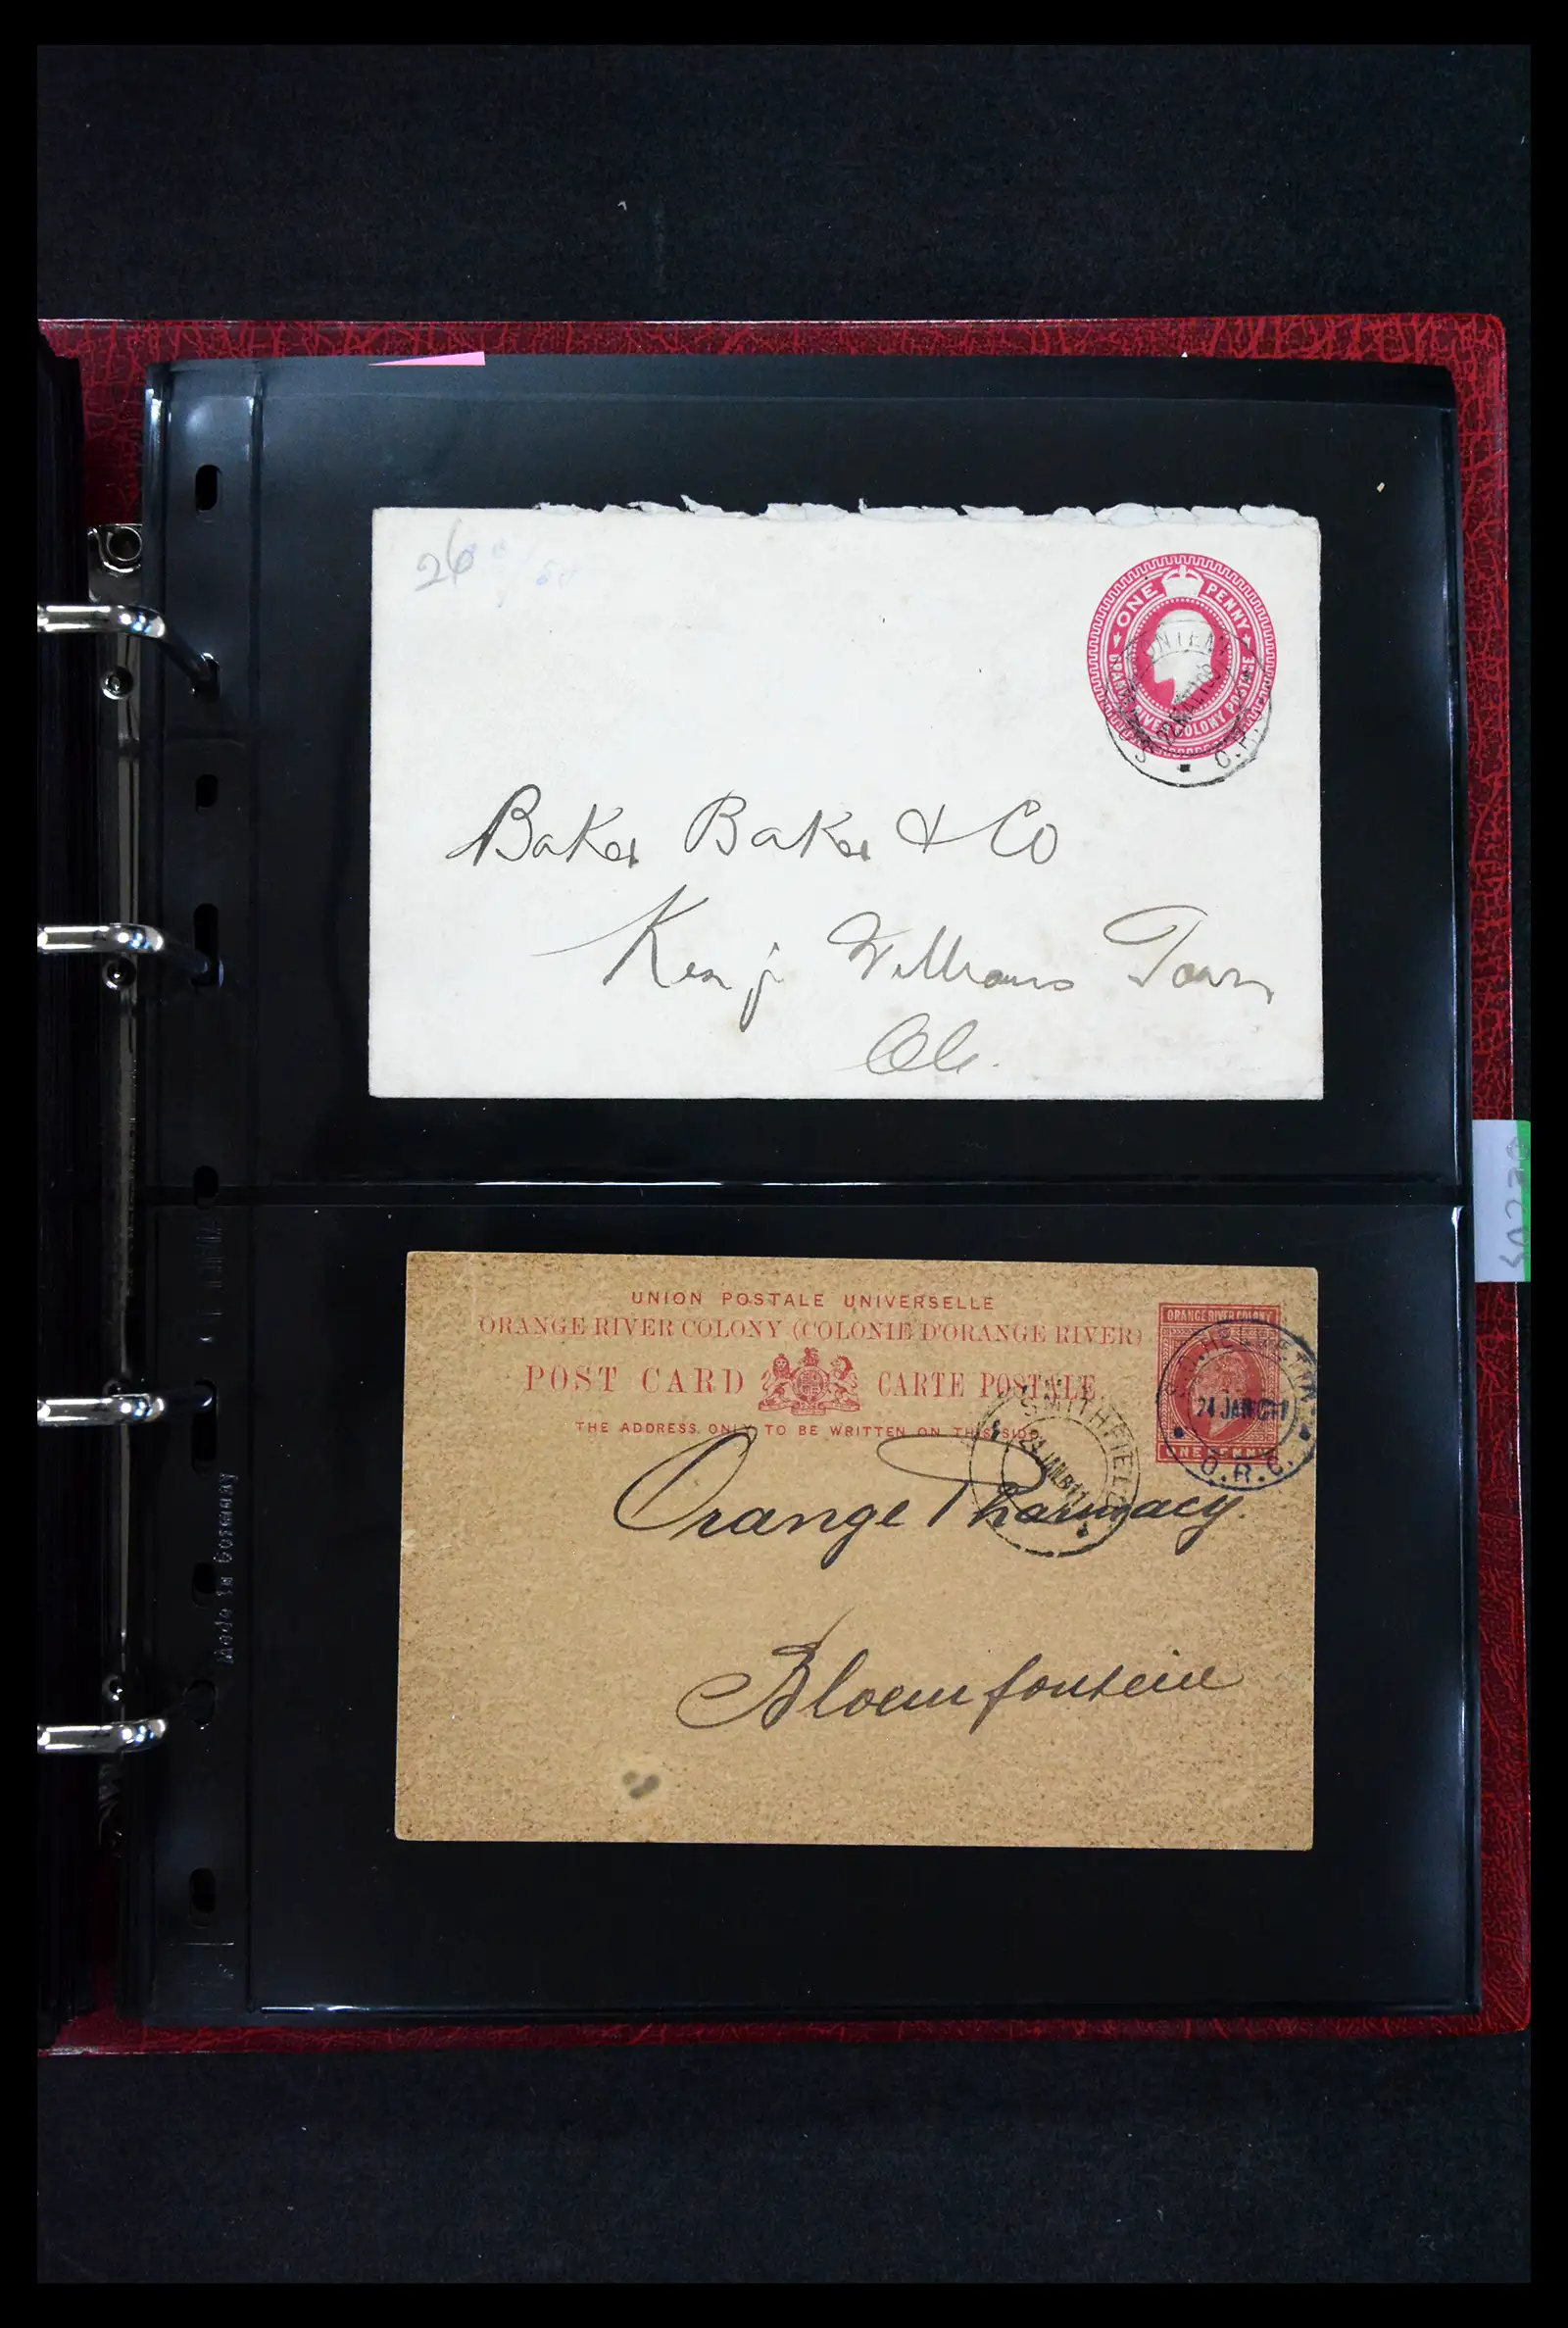 26
ONE PENNY
ORANGE RIVER COLONY POSTAGE
Baker Baker & Co
King Williams Town
UNION POSTALE UNIVERSELLE
ORANGE RIVER COLONY (COLONIE D'ORANGE RIVER)
POST CARD CARTE POSTALE.
THE ADDRESS ONLY TO BE WRITTEN ON THIS SIDE
ORANGE RIVER COLONY
ONE PENNY
24 JAN
O.R.C.
SMITHFIELD
Orange Pharmacy.
Bloemfontein
Made in Germany